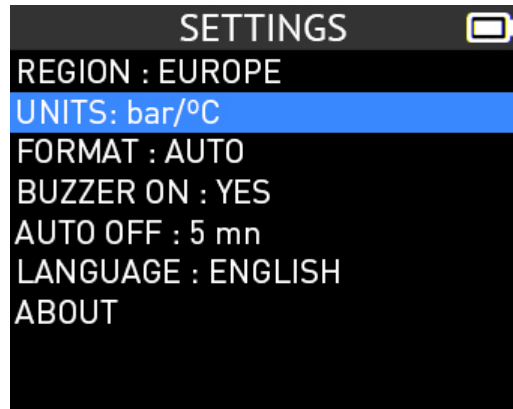 SETTINGS
REGION : EUROPE
UNITS: bar/ºC
FORMAT : AUTO
BUZZER ON : YES
AUTO OFF : 5 mn
LANGUAGE : ENGLISH
ABOUT